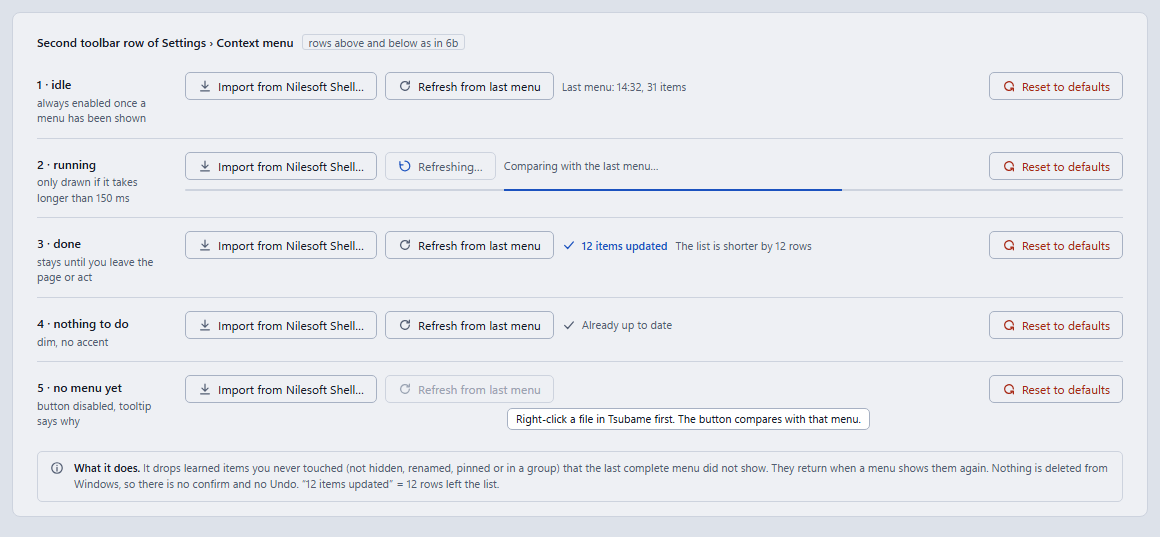 Second toolbar row of Settings › Context menu rows above and below as in 6b
1 · idle
always enabled once a
menu has been shown
Import from Nilesoft Shell... Refresh from last menu Last menu: 14:32, 31 items Reset to defaults
2 · running
only drawn if it takes
longer than 150 ms
Import from Nilesoft Shell... Refreshing... Comparing with the last menu... Reset to defaults
3 · done
stays until you leave the
page or act
Import from Nilesoft Shell... Refresh from last menu 12 items updated The list is shorter by 12 rows Reset to defaults
4 · nothing to do
dim, no accent
Import from Nilesoft Shell... Refresh from last menu Already up to date Reset to defaults
5 · no menu yet
button disabled, tooltip
says why
Import from Nilesoft Shell... Refresh from last menu Reset to defaults
Right-click a file in Tsubame first. The button compares with that menu.
What it does. It drops learned items you never touched (not hidden, renamed, pinned or in a group) that the last complete menu did not show. They return when a menu shows them again. Nothing is deleted from
Windows, so there is no confirm and no Undo. "12 items updated" = 12 rows left the list.